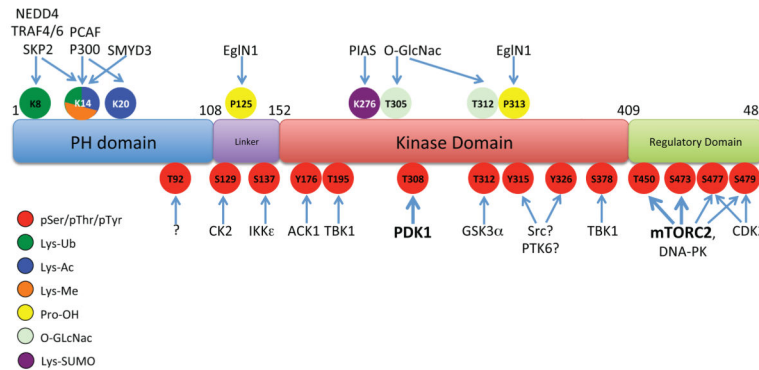 NEDD4
TRAF4/6 PCAF
SKP2 P300 SMYD3 EglN1 PIAS O-GlcNac EglN1
K8 K14 K20 P125 K276 T305 T312 P313
1 108 152 409 48
PH domain Linker Kinase Domain Regulatory Domain
T92 S129 S137 Y176 T195 T308 T312 Y315 Y326 S378 T450 S473 S477 S479
? CK2 IKKε ACK1 TBK1 PDK1 GSK3α Src? TBK1 mTORC2, CDK
PTK6? DNA-PK
pSer/pThr/pTyr
Lys-Ub
Lys-Ac
Lys-Me
Pro-OH
O-GLcNac
Lys-SUMO